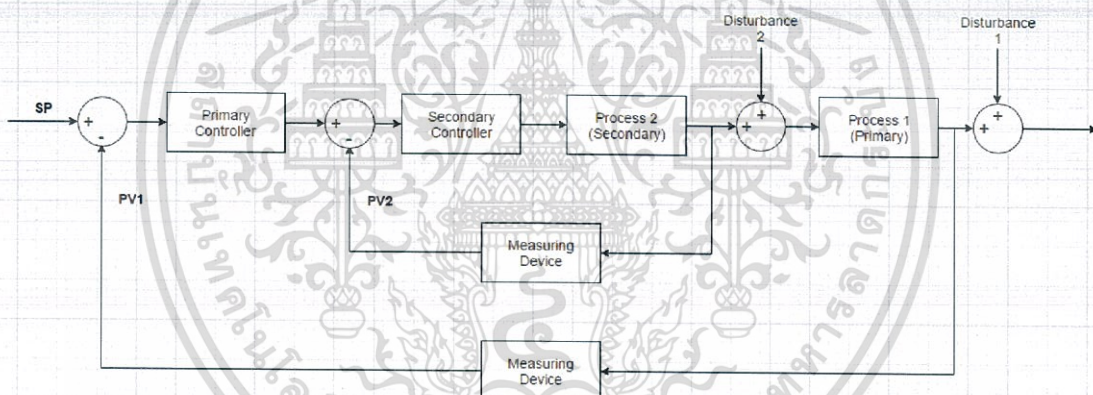 Disturbance
2
Disturbance
1
SP
+
-
Primary
Controller
+
-
Secondary
Controller
Process 2
(Secondary)
+
+
Process 1
(Primary)
+
+
PV1
PV2
Measuring
Device
Measuring
Device